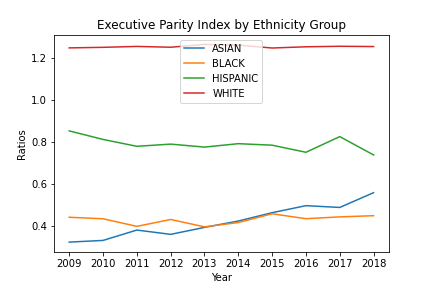 Executive Parity Index by Ethnicity Group
Ratios
1.2
1.0
0.8
0.6
0.4
ASIAN
BLACK
HISPANIC
WHITE
2009 2010 2011 2012 2013 2014 2015 2016 2017 2018
Year